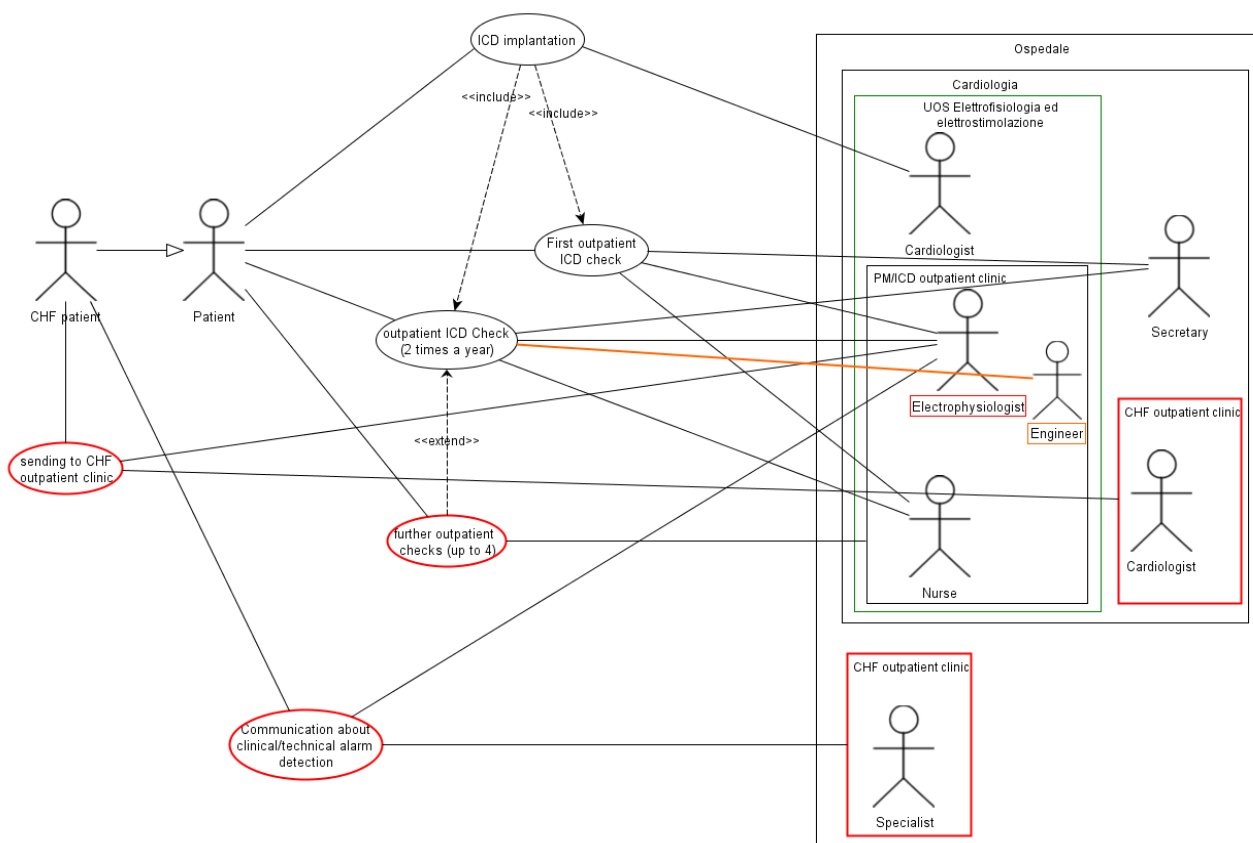 ICD implantation
Ospedale
Cardiologia
<<include>>
UOS Elettrofisiologia ed
elettrostimolazione
<<include>>
First outpatient
ICD check
Cardiologist
CHF patient
Patient
PM/ICD outpatient clinic
outpatient ICD Check
(2 times a year)
Secretary
Electrophysiologist
Engineer
CHF outpatient clinic
<<extend>>
sending to CHF
outpatient clinic
further outpatient
checks (up to 4)
Cardiologist
Nurse
CHF outpatient clinic
Communication about
clinical/technical alarm
detection
Specialist